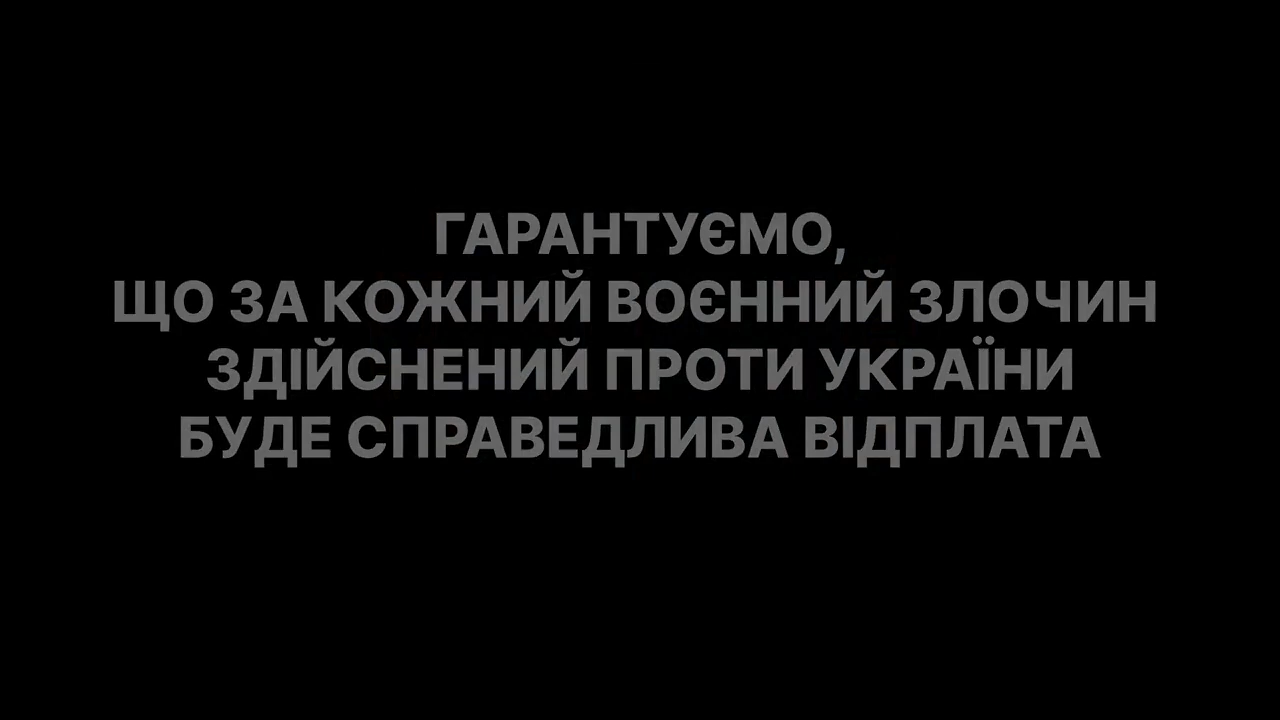 ГАРАНТУЄМО,
ЩО ЗА КОЖНИЙ ВОЄННИЙ ЗЛОЧИН
ЗДІЙСНЕНИЙ ПРОТИ УКРАЇНИ
БУДЕ СПРАВЕДЛИВА ВІДПЛАТА